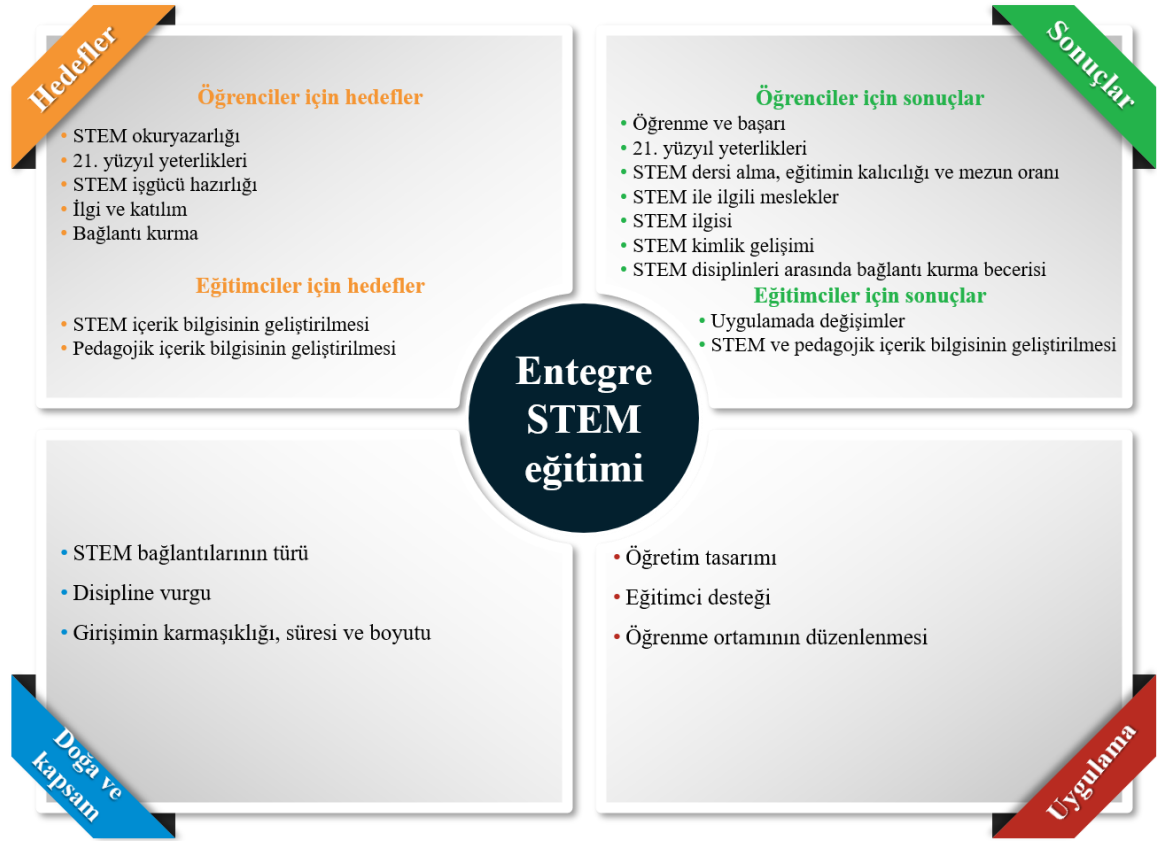 Hedefler
Öğrenciler için hedefler
• STEM okuryazarlığı
• 21. yüzyıl yeterlikleri
• STEM işgücü hazırlığı
• İlgi ve katılım
• Bağlantı kurma
Eğitimciler için hedefler
• STEM içerik bilgisinin geliştirilmesi
• Pedagojik içerik bilgisinin geliştirilmesi
Sonuçlar
Öğrenciler için sonuçlar
• Öğrenme ve başarı
• 21. yüzyıl yeterlikleri
• STEM dersi alma, eğitimin kalıcılığı ve mezun oranı
• STEM ile ilgili meslekler
• STEM ilgisi
• STEM kimlik gelişimi
• STEM disiplinleri arasında bağlantı kurma becerisi
Eğitimciler için sonuçlar
• Uygulamada değişimler
• STEM ve pedagojik içerik bilgisinin geliştirilmesi
Entegre
STEM
eğitimi
• STEM bağlantılarının türü
• Disipline vurgu
• Girişimin karmaşıklığı, süresi ve boyutu
Doğa ve
kapsam
• Öğretim tasarımı
• Eğitimci desteği
• Öğrenme ortamının düzenlenmesi
Uygulama